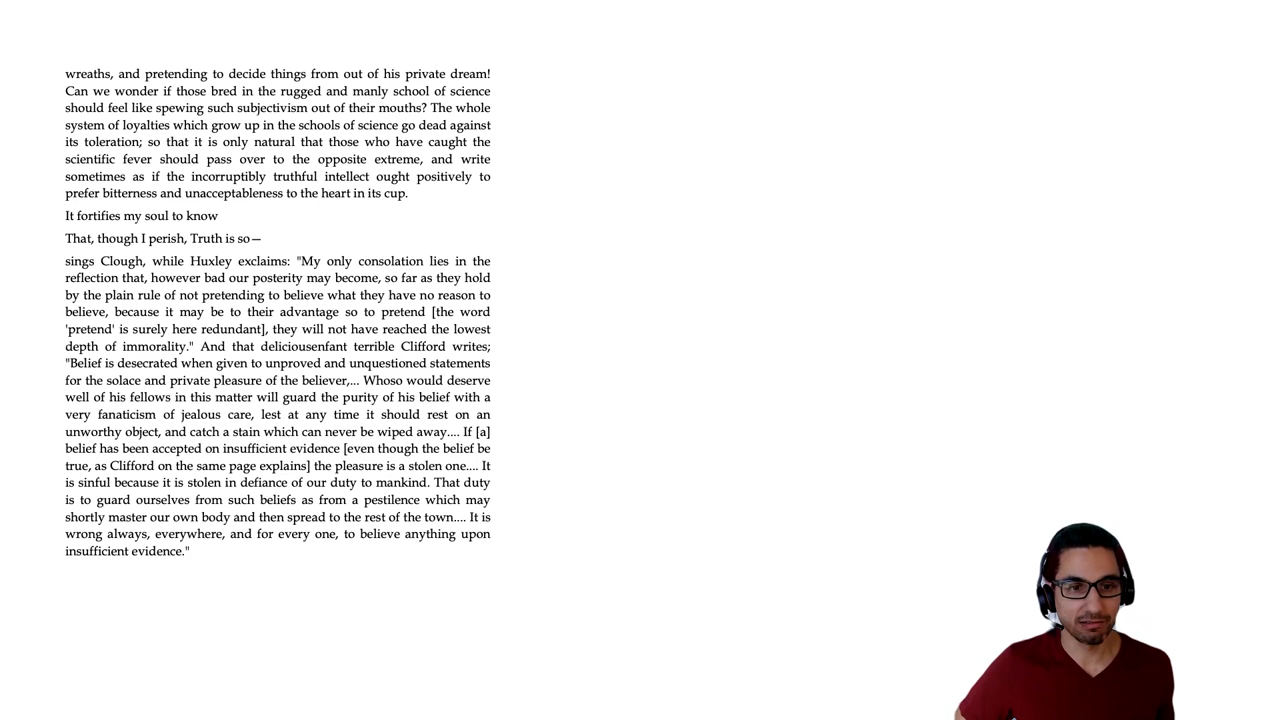 wreaths, and pretending to decide things from out of his private dream!
Can we wonder if those bred in the rugged and manly school of science
should feel like spewing such subjectivism out of their mouths? The whole
system of loyalties which grow up in the schools of science go dead against
its toleration; so that it is only natural that those who have caught the
scientific fever should pass over to the opposite extreme, and write
sometimes as if the incorruptibly truthful intellect ought positively to
prefer bitterness and unacceptableness to the heart in its cup.
It fortifies my soul to know
That, though I perish, Truth is so—
sings Clough, while Huxley exclaims: "My only consolation lies in the
reflection that, however bad our posterity may become, so far as they hold
by the plain rule of not pretending to believe what they have no reason to
believe, because it may be to their advantage so to pretend [the word
'pretend' is surely here redundant], they will not have reached the lowest
depth of immorality." And that deliciousenfant terrible Clifford writes;
"Belief is desecrated when given to unproved and unquestioned statements
for the solace and private pleasure of the believer,... Whoso would deserve
well of his fellows in this matter will guard the purity of his belief with a
very fanaticism of jealous care, lest at any time it should rest on an
unworthy object, and catch a stain which can never be wiped away.... If [a]
belief has been accepted on insufficient evidence [even though the belief be
true, as Clifford on the same page explains] the pleasure is a stolen one.... It
is sinful because it is stolen in defiance of our duty to mankind. That duty
is to guard ourselves from such beliefs as from a pestilence which may
shortly master our own body and then spread to the rest of the town.... It is
wrong always, everywhere, and for every one, to believe anything upon
insufficient evidence."